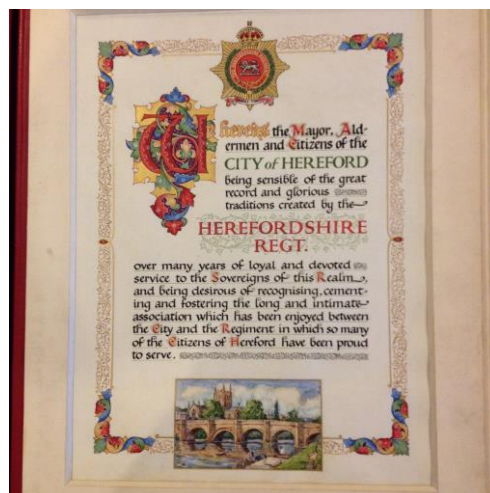 Whereas the Mayor, Ald-
ermen and Citizens of the
CITY of HEREFORD
being sensible of the great
record and glorious
traditions created by the
HEREFORDSHIRE
REGT.
over many years of loyal and devoted
service to the Sovereigns of this Realm,
and being desirous of recognising, cement-
ing and fostering the long and intimate
association which has been enjoyed between
the City and the Regiment in which so many
of the Citizens of Hereford have been proud
to serve.